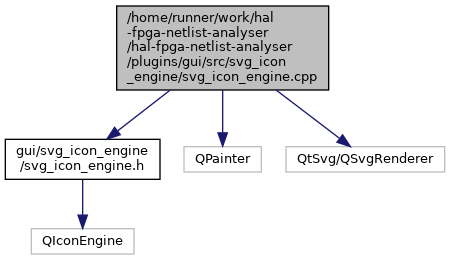 /home/runner/work/hal
-fpga-netlist-analyser
/hal-fpga-netlist-analyser
/plugins/gui/src/svg_icon
_engine/svg_icon_engine.cpp
gui/svg_icon_engine
/svg_icon_engine.h
QPainter
QtSvg/QSvgRenderer
QIconEngine